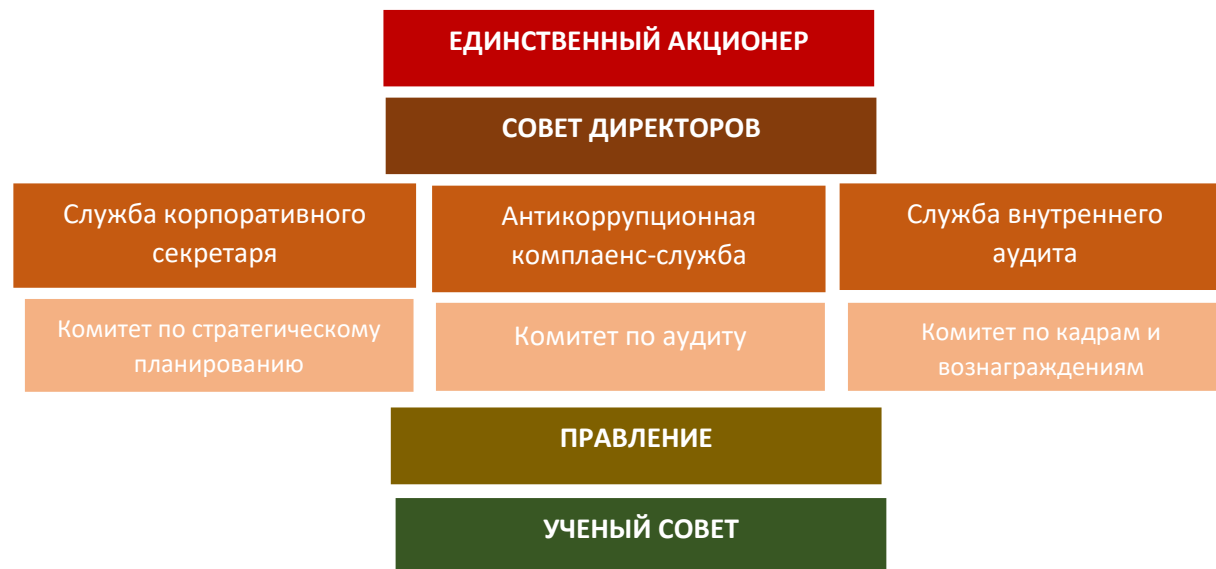 ЕДИНСТВЕННЫЙ АКЦИОНЕР
СОВЕТ ДИРЕКТОРОВ
Служба корпоративного
секретаря
Антикоррупционная
комплаенс-служба
Служба внутреннего
аудита
Комитет по стратегическому
планированию
Комитет по аудиту
Комитет по кадрам и
вознаграждениям
ПРАВЛЕНИЕ
УЧЕНЫЙ СОВЕТ